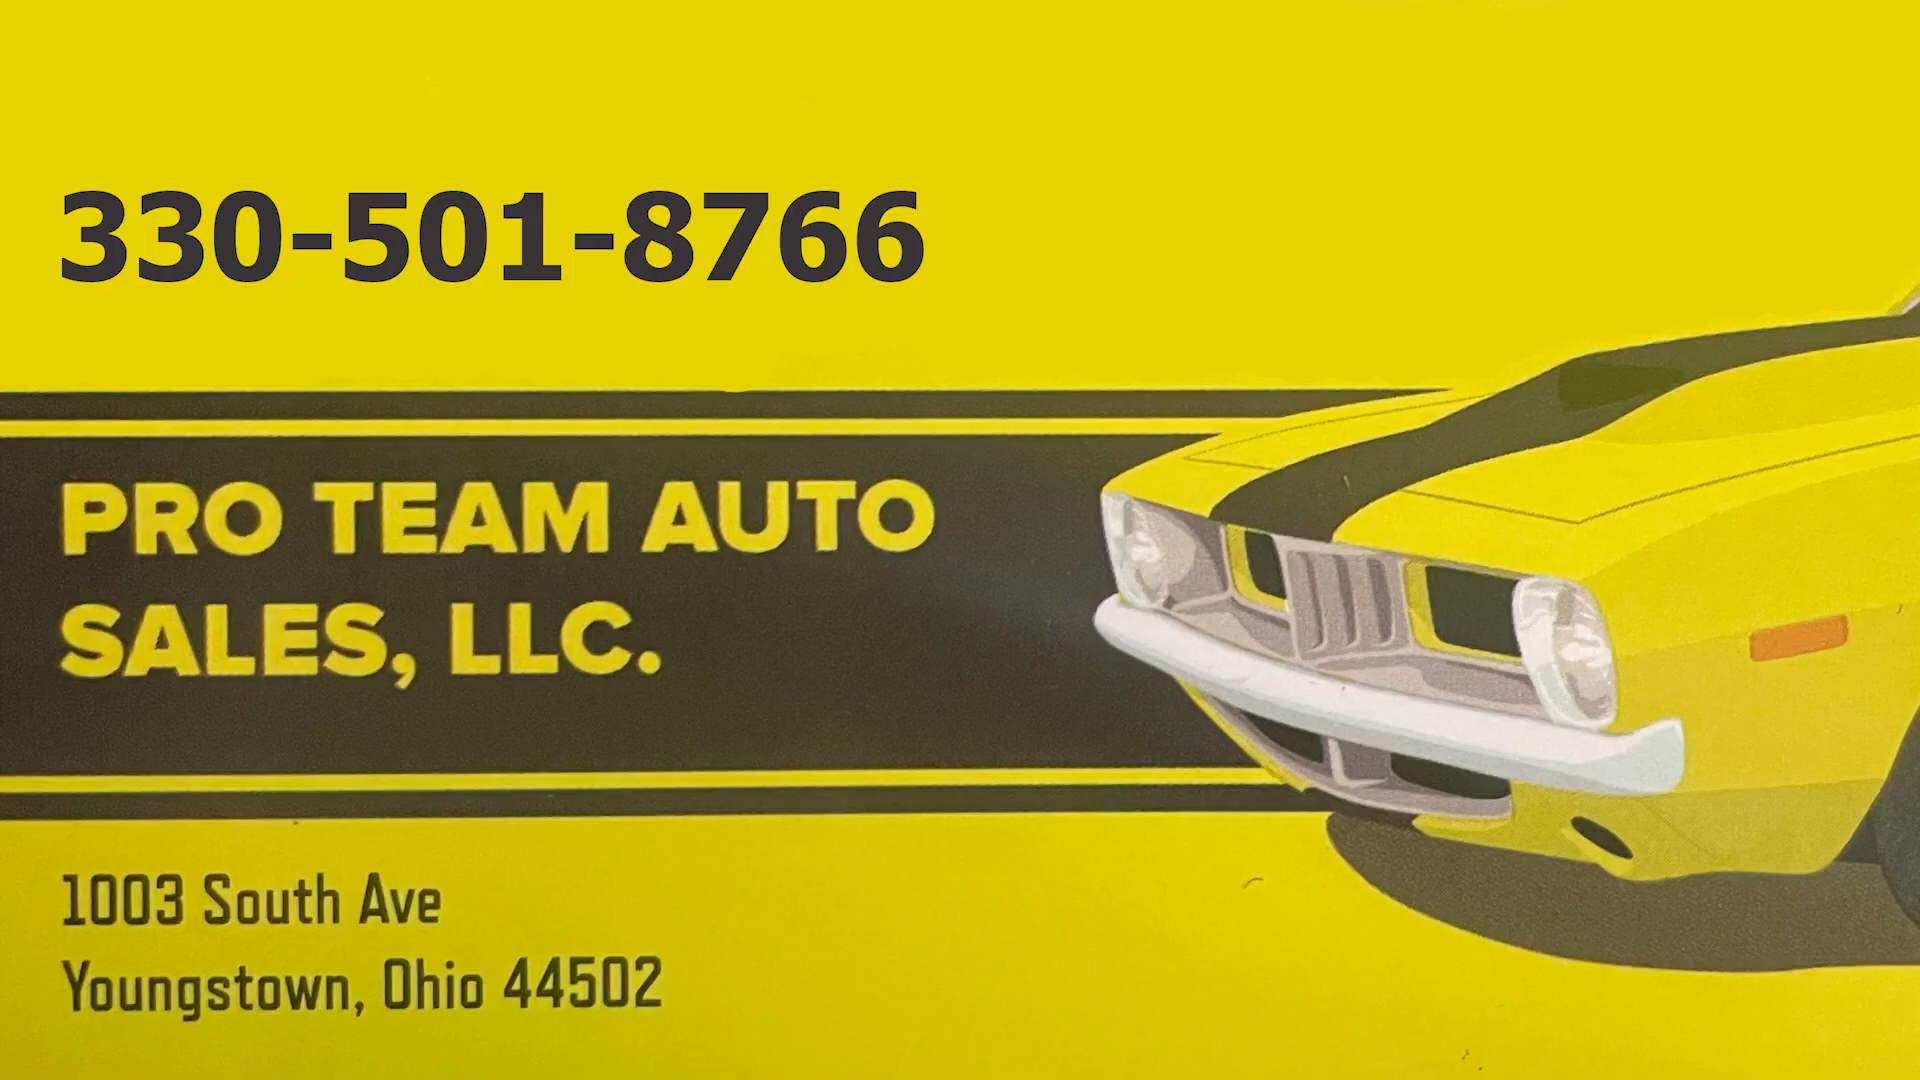 330-501-8766
PRO TEAM AUTO
SALES, LLC.
1003 South Ave
Youngstown, Ohio 44502